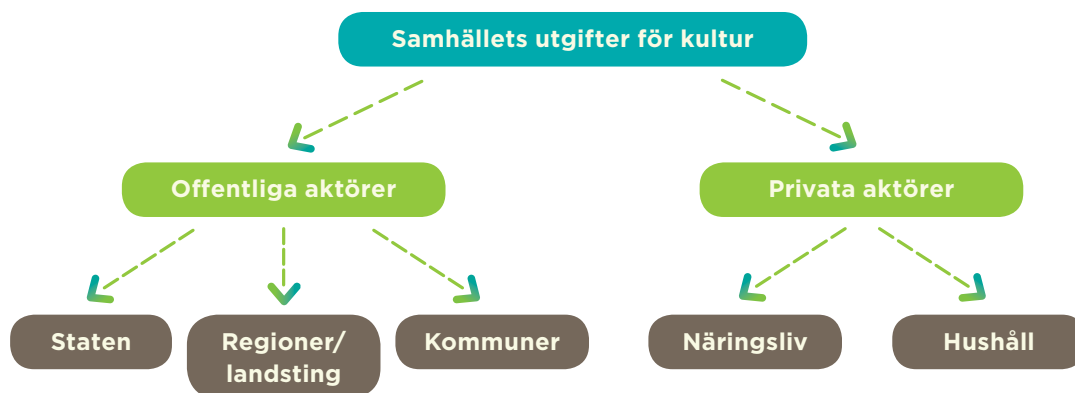 Samhällets utgifter för kultur
Offentliga aktörer
Privata aktörer
Staten
Regioner/
landsting
Kommuner
Näringsliv
Hushåll